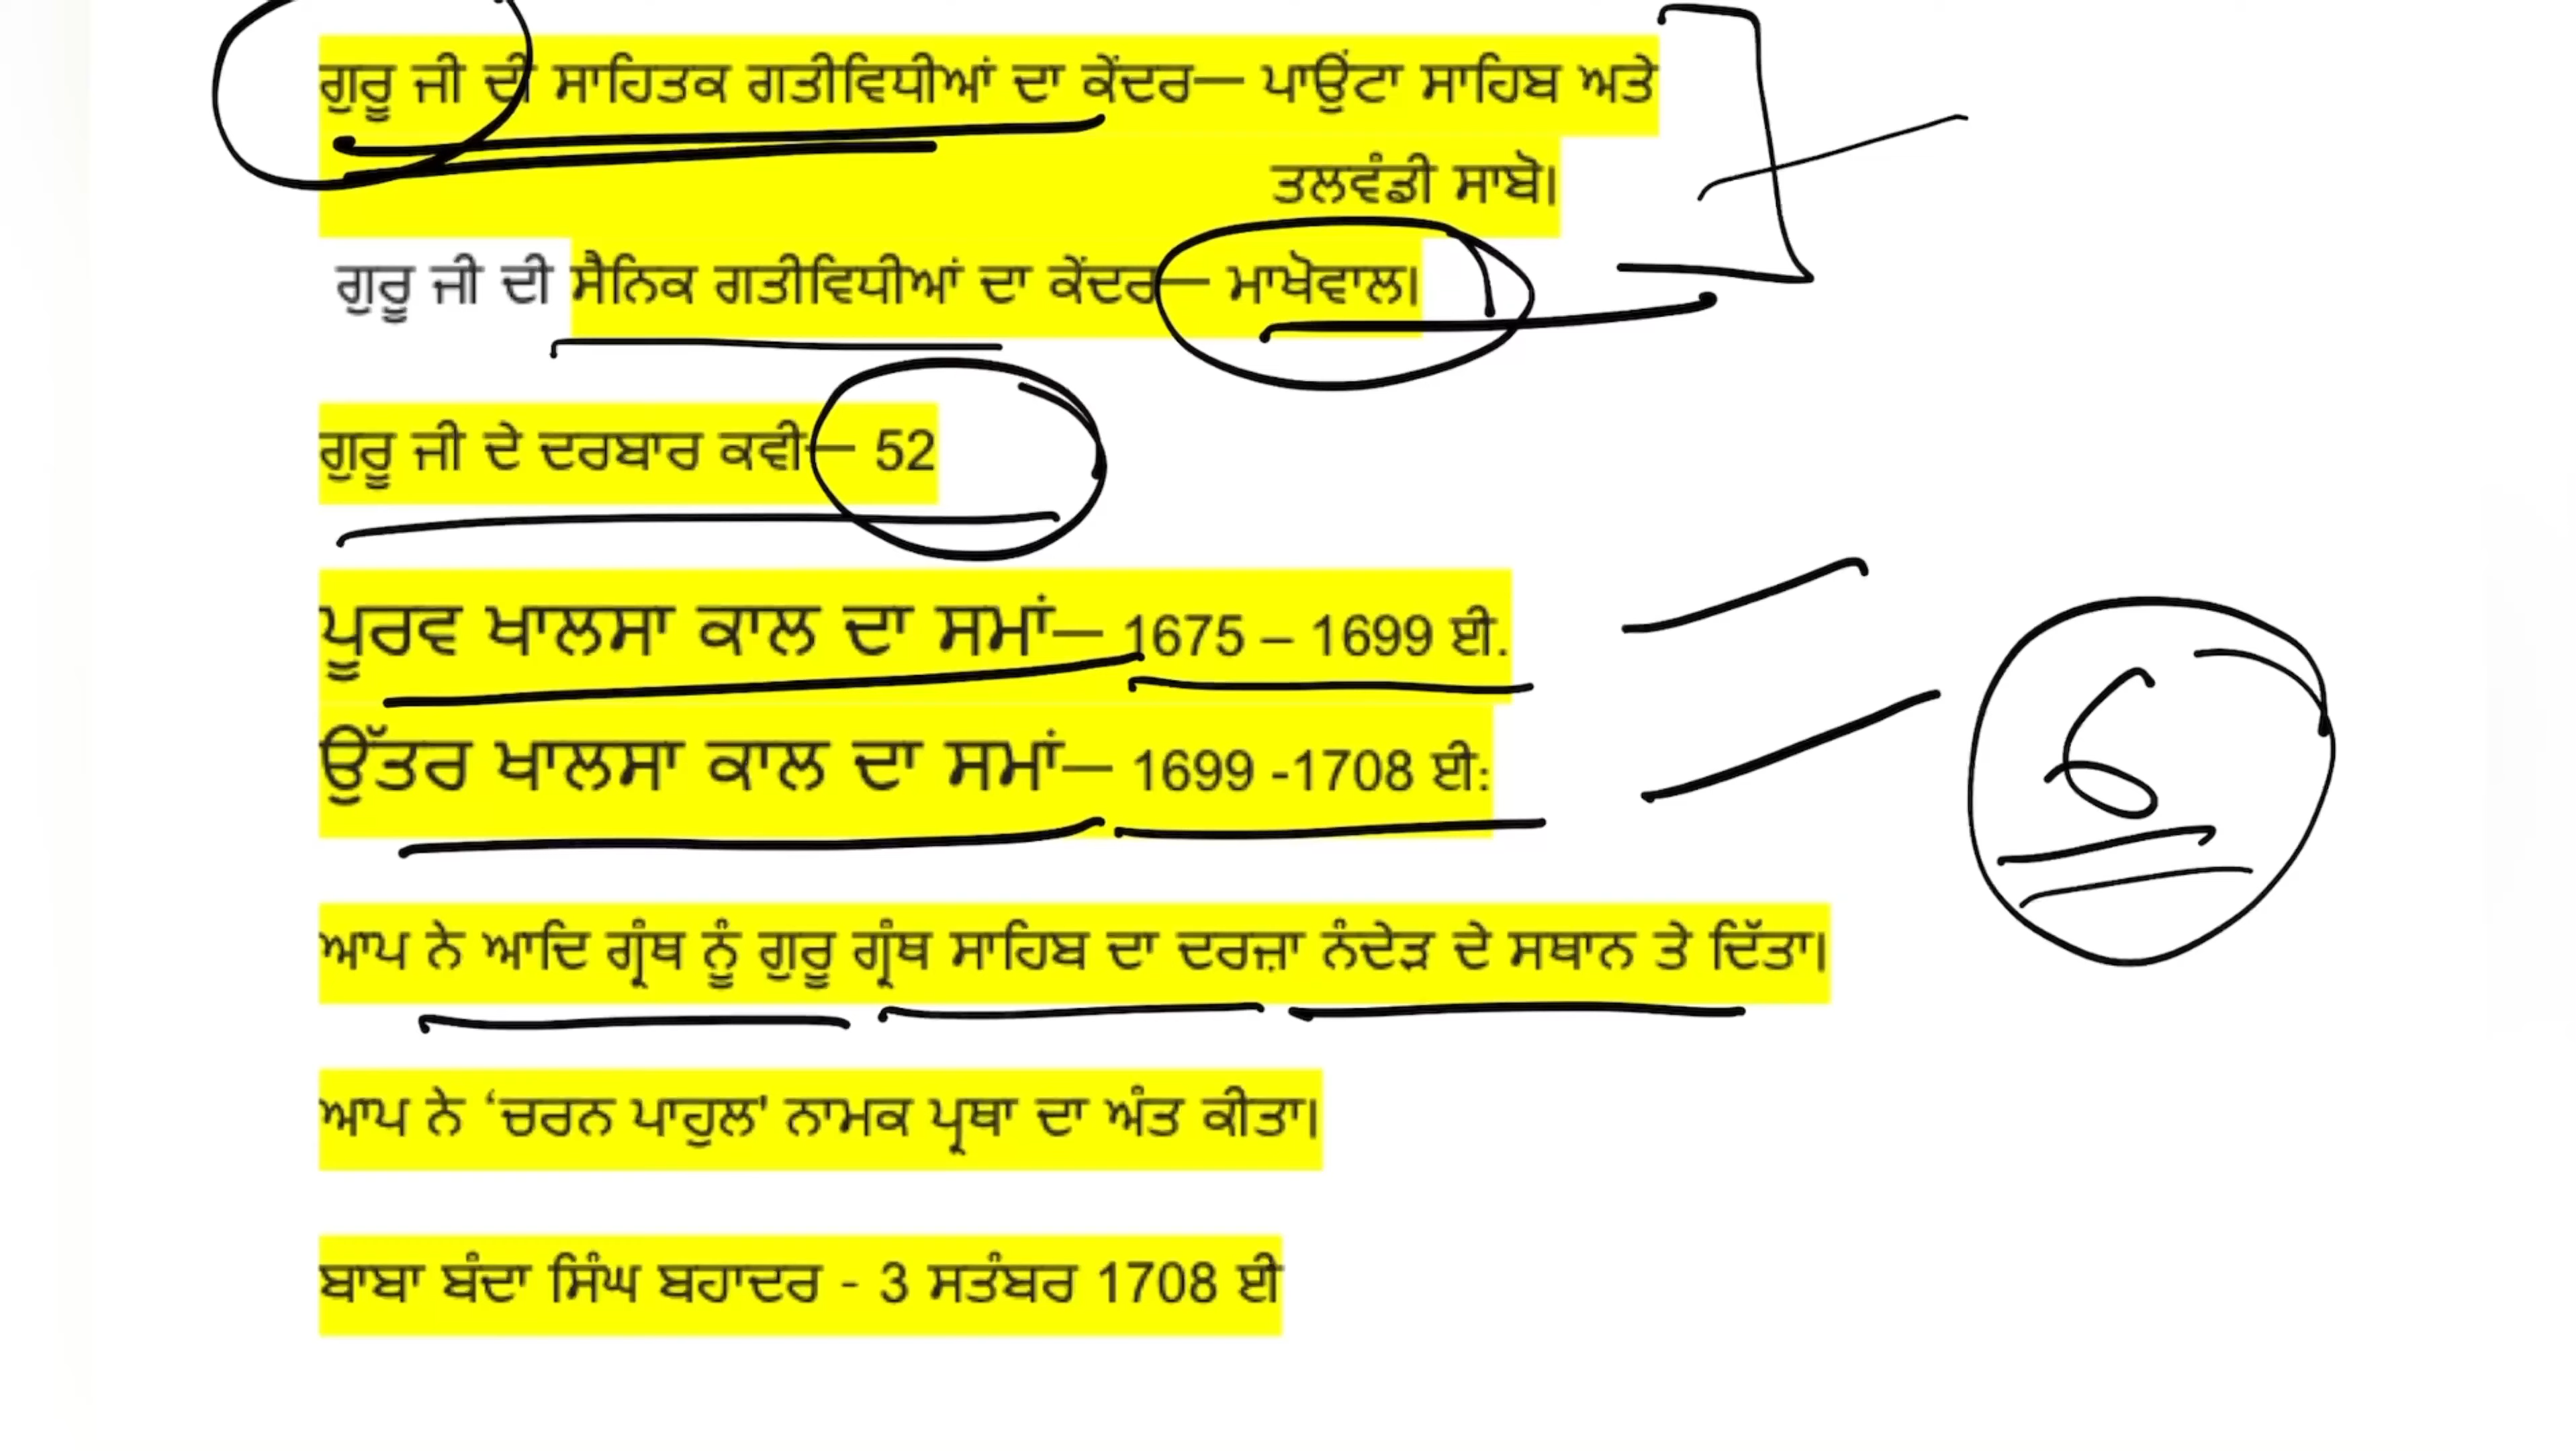 ਗੁਰੂ ਜੀ ਦੀ ਸਾਹਿਤਕ ਗਤੀਵਿਧੀਆਂ ਦਾ ਕੇਂਦਰ— ਪਾਉਂਟਾ ਸਾਹਿਬ ਅਤੇ
ਤਲਵੰਡੀ ਸਾਬੋ।
ਗੁਰੂ ਜੀ ਦੀ ਸੈਨਿਕ ਗਤੀਵਿਧੀਆਂ ਦਾ ਕੇਂਦਰ— ਮਾਖੋਵਾਲ।
ਗੁਰੂ ਜੀ ਦੇ ਦਰਬਾਰ ਕਵੀ— 52
ਪੂਰਵ ਖਾਲਸਾ ਕਾਲ ਦਾ ਸਮਾਂ— 1675 – 1699 ਈ.
ਉੱਤਰ ਖਾਲਸਾ ਕਾਲ ਦਾ ਸਮਾਂ— 1699 -1708 ਈ:
6
ਆਪ ਨੇ ਆਦਿ ਗ੍ਰੰਥ ਨੂੰ ਗੁਰੂ ਗ੍ਰੰਥ ਸਾਹਿਬ ਦਾ ਦਰਜ਼ਾ ਨੰਦੇੜ ਦੇ ਸਥਾਨ ਤੇ ਦਿੱਤਾ।
ਆਪ ਨੇ ‘ਚਰਨ ਪਾਹੁਲ' ਨਾਮਕ ਪ੍ਰਥਾ ਦਾ ਅੰਤ ਕੀਤਾ।
ਬਾਬਾ ਬੰਦਾ ਸਿੰਘ ਬਹਾਦਰ - 3 ਸਤੰਬਰ 1708 ਈ